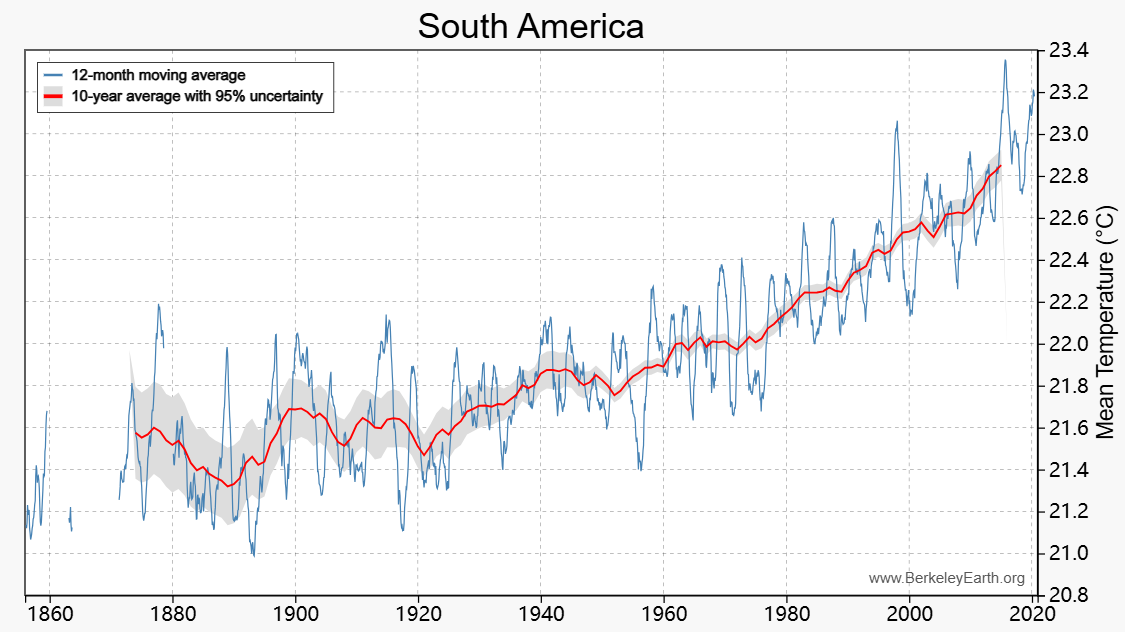 South America
12-month moving average
10-year average with 95% uncertainty
23.4
23.2
23.0
22.8
22.6
22.4
22.2
22.0
21.8
21.6
21.4
21.2
21.0
20.8
Mean Temperature (°C)
www.BerkeleyEarth.org
1860 1880 1900 1920 1940 1960 1980 2000 2020